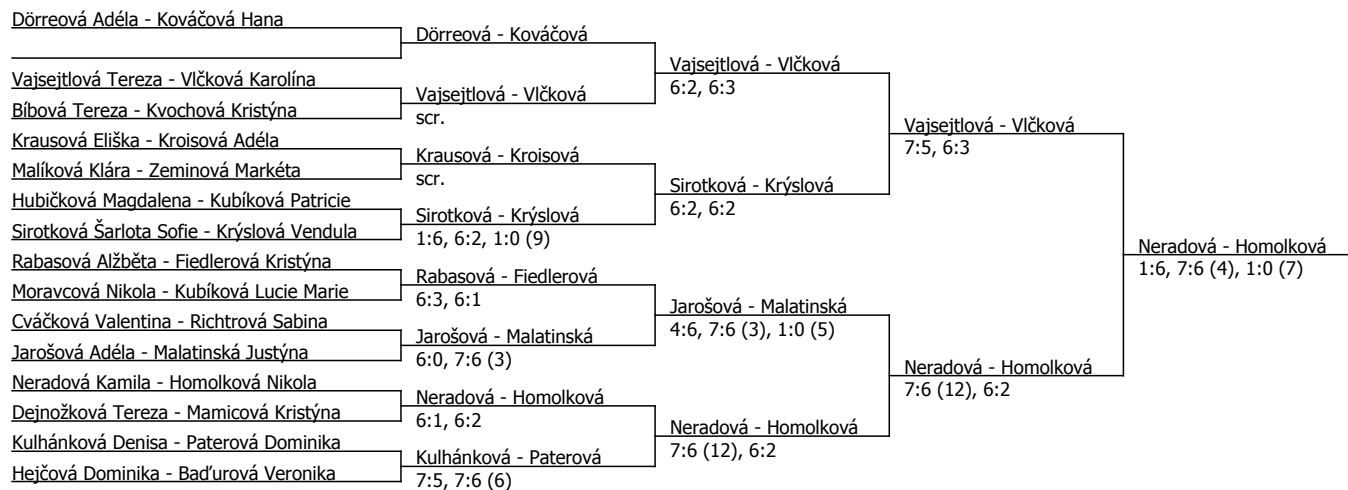 Dörreová Adéla - Kováčová Hana
Vajsejtlová Tereza - Vlčková Karolína
Bíbová Tereza - Kvochová Kristýna
Krausová Eliška - Kroisová Adéla
Malíková Klára - Zeminová Markéta
Hubičková Magdalena - Kubíková Patricie
Sirotková Šarlota Sofie - Krýslová Vendula
Rabasová Alžběta - Fiedlerová Kristýna
Moravcová Nikola - Kubíková Lucie Marie
Cváčková Valentina - Richtrová Sabina
Jarošová Adéla - Malatinská Justýna
Neradová Kamila - Homolková Nikola
Dejnožková Tereza - Mamicová Kristýna
Kulhánková Denisa - Paterová Dominika
Hejčová Dominika - Baďurová Veronika
Dörreová - Kováčová
Vajsejtlová - Vlčková
scr.
Krausová - Kroisová
scr.
Sirotková - Krýslová
1:6, 6:2, 1:0 (9)
Rabasová - Fiedlerová
6:3, 6:1
Jarošová - Malatinská
6:0, 7:6 (3)
Neradová - Homolková
6:1, 6:2
Kulhánková - Paterová
7:5, 7:6 (6)
Vajsejtlová - Vlčková
6:2, 6:3
Sirotková - Krýslová
6:2, 6:2
Jarošová - Malatinská
4:6, 7:6 (3), 1:0 (5)
Neradová - Homolková
7:6 (12), 6:2
Vajsejtlová - Vlčková
7:5, 6:3
Neradová - Homolková
7:6 (12), 6:2
Neradová - Homolková
1:6, 7:6 (4), 1:0 (7)